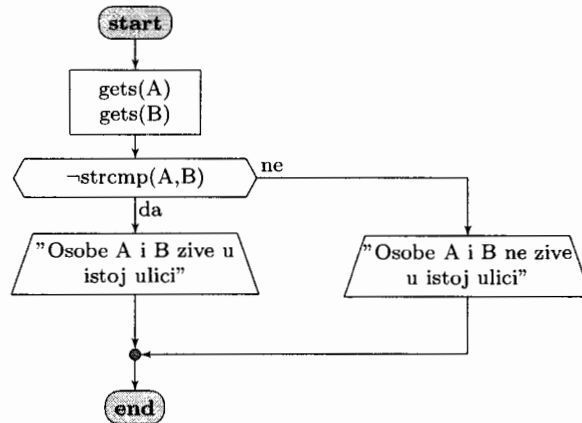 start
gets(A)
gets(B)
¬strcmp(A,B)
ne
da
"Osobe A i B zive u
istoj ulici"
"Osobe A i B ne zive
u istoj ulici"
end